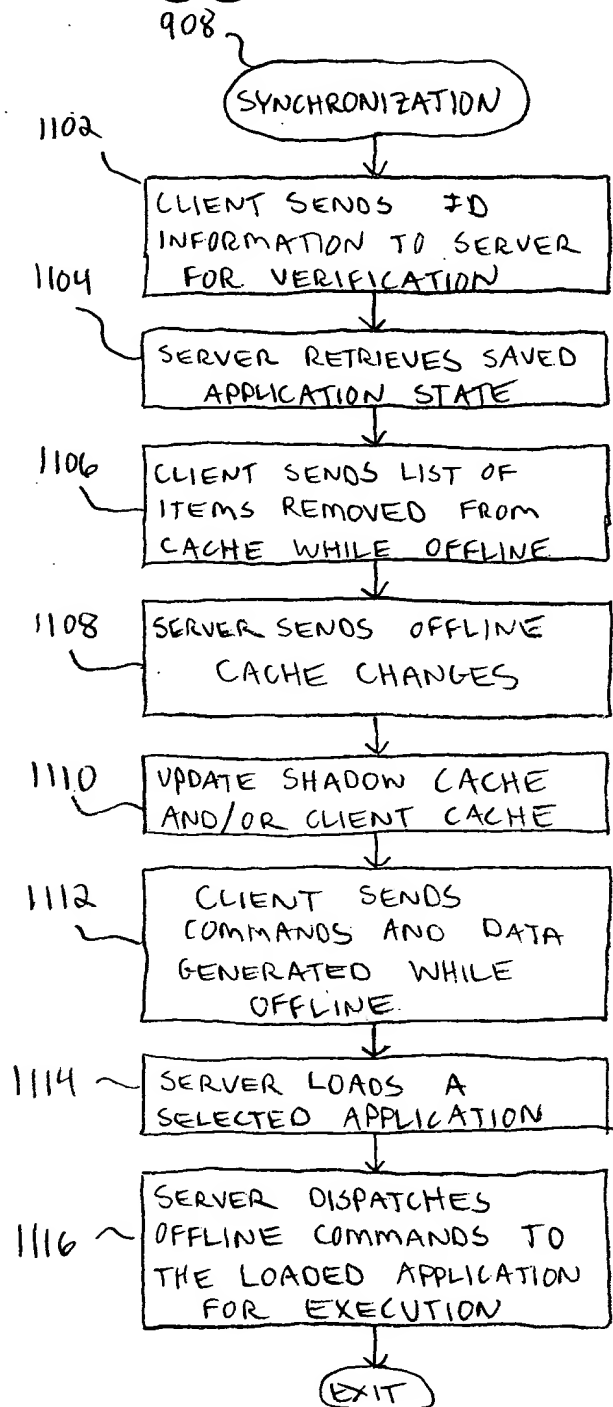 908
SYNCHRONIZATION
1102
CLIENT SENDS ID
INFORMATION TO SERVER
FOR VERIFICATION
1104
SERVER RETRIEVES SAVED
APPLICATION STATE
1106
CLIENT SENDS LIST OF
ITEMS REMOVED FROM
CACHE WHILE OFFLINE
1108
SERVER SENDS OFFLINE
CACHE CHANGES
1110
UPDATE SHADOW CACHE
AND/OR CLIENT CACHE
1112
CLIENT SENDS
COMMANDS AND DATA
GENERATED WHILE
OFFLINE.
1114
SERVER LOADS A
SELECTED APPLICATION
1116
SERVER DISPATCHES
OFFLINE COMMANDS TO
THE LOADED APPLICATION
FOR EXECUTION
EXIT